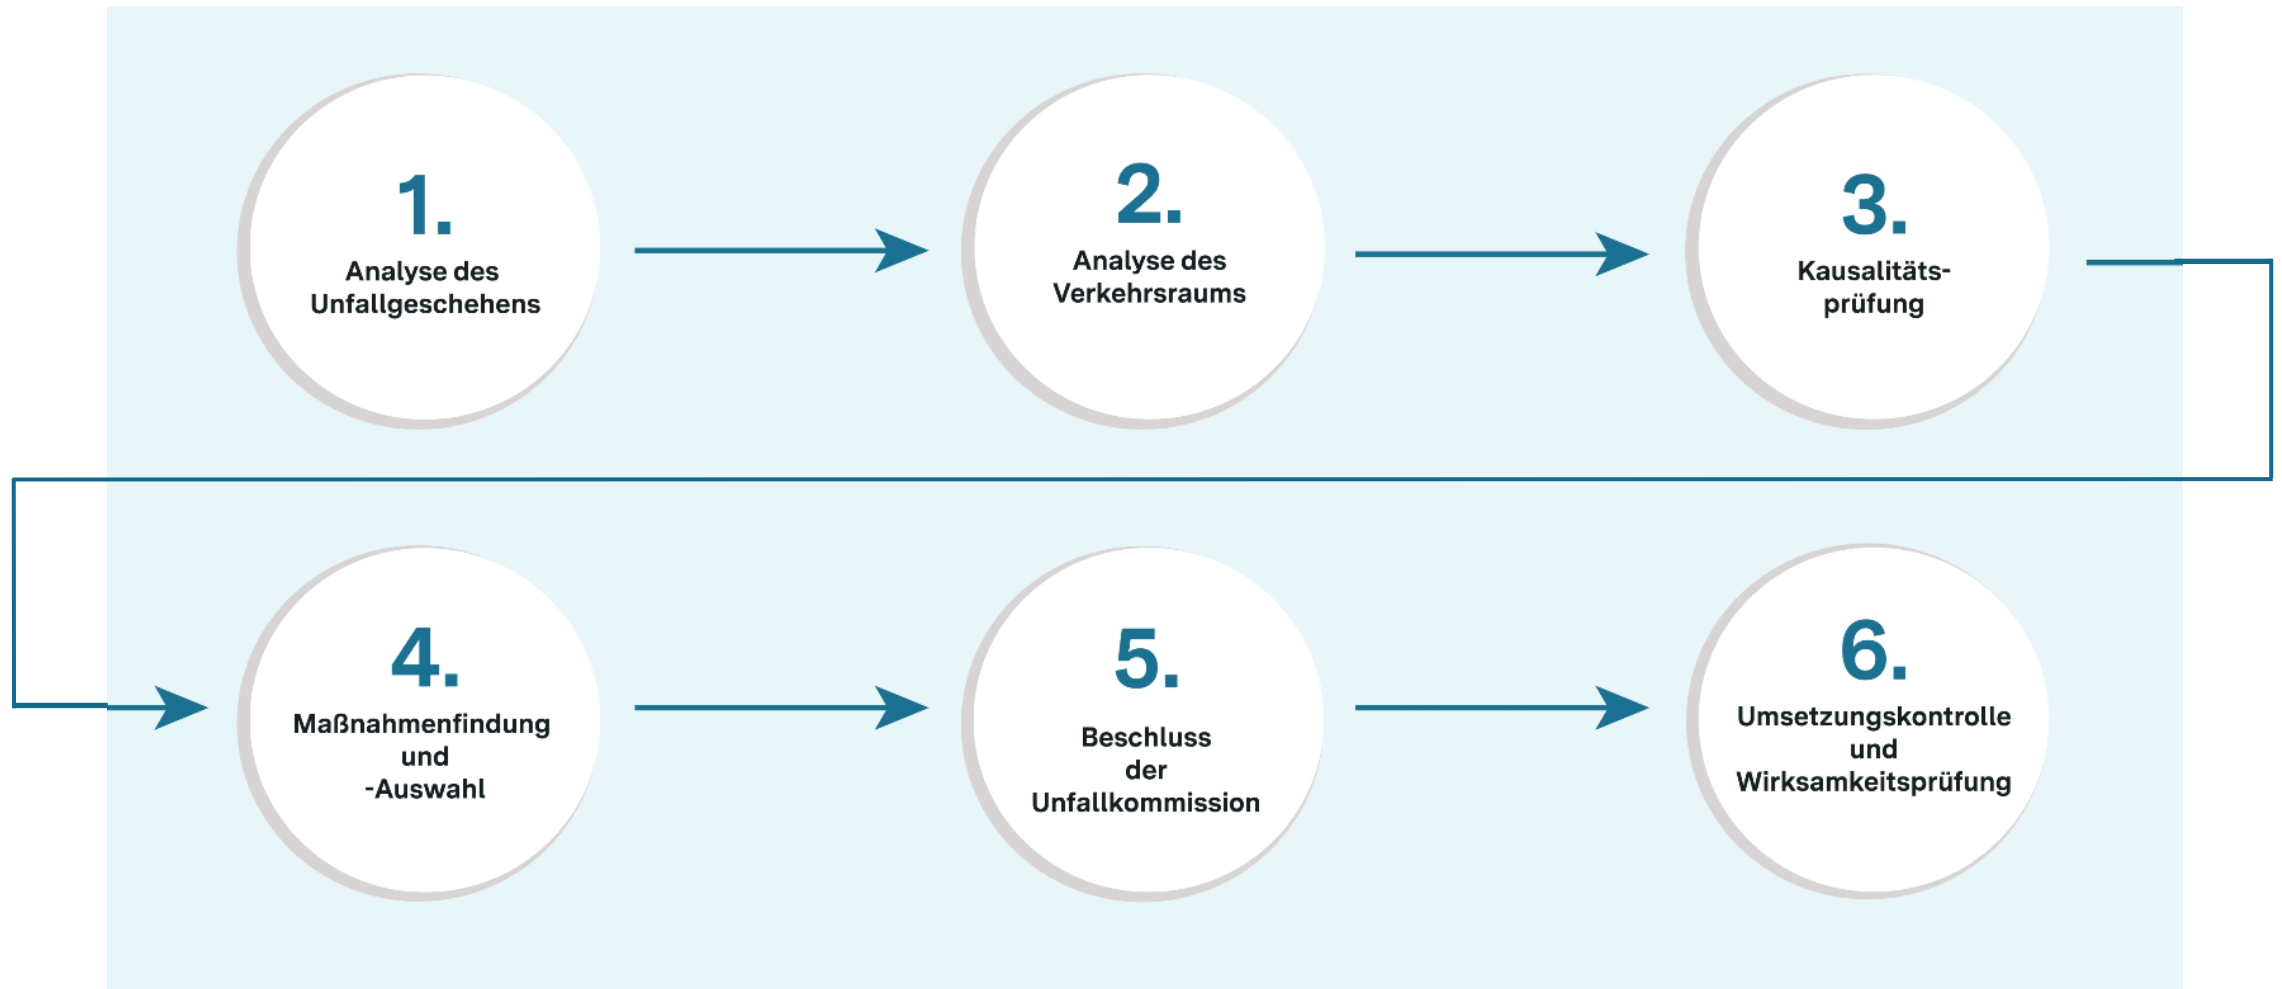 1.
Analyse des
Unfallgeschehens
2.
Analyse des
Verkehrsraums
3.
Kausalitäts-
prüfung
4.
Maßnahmenfindung
und
-Auswahl
5.
Beschluss
der
Unfallkommission
6.
Umsetzungskontrolle
und
Wirksamkeitsprüfung